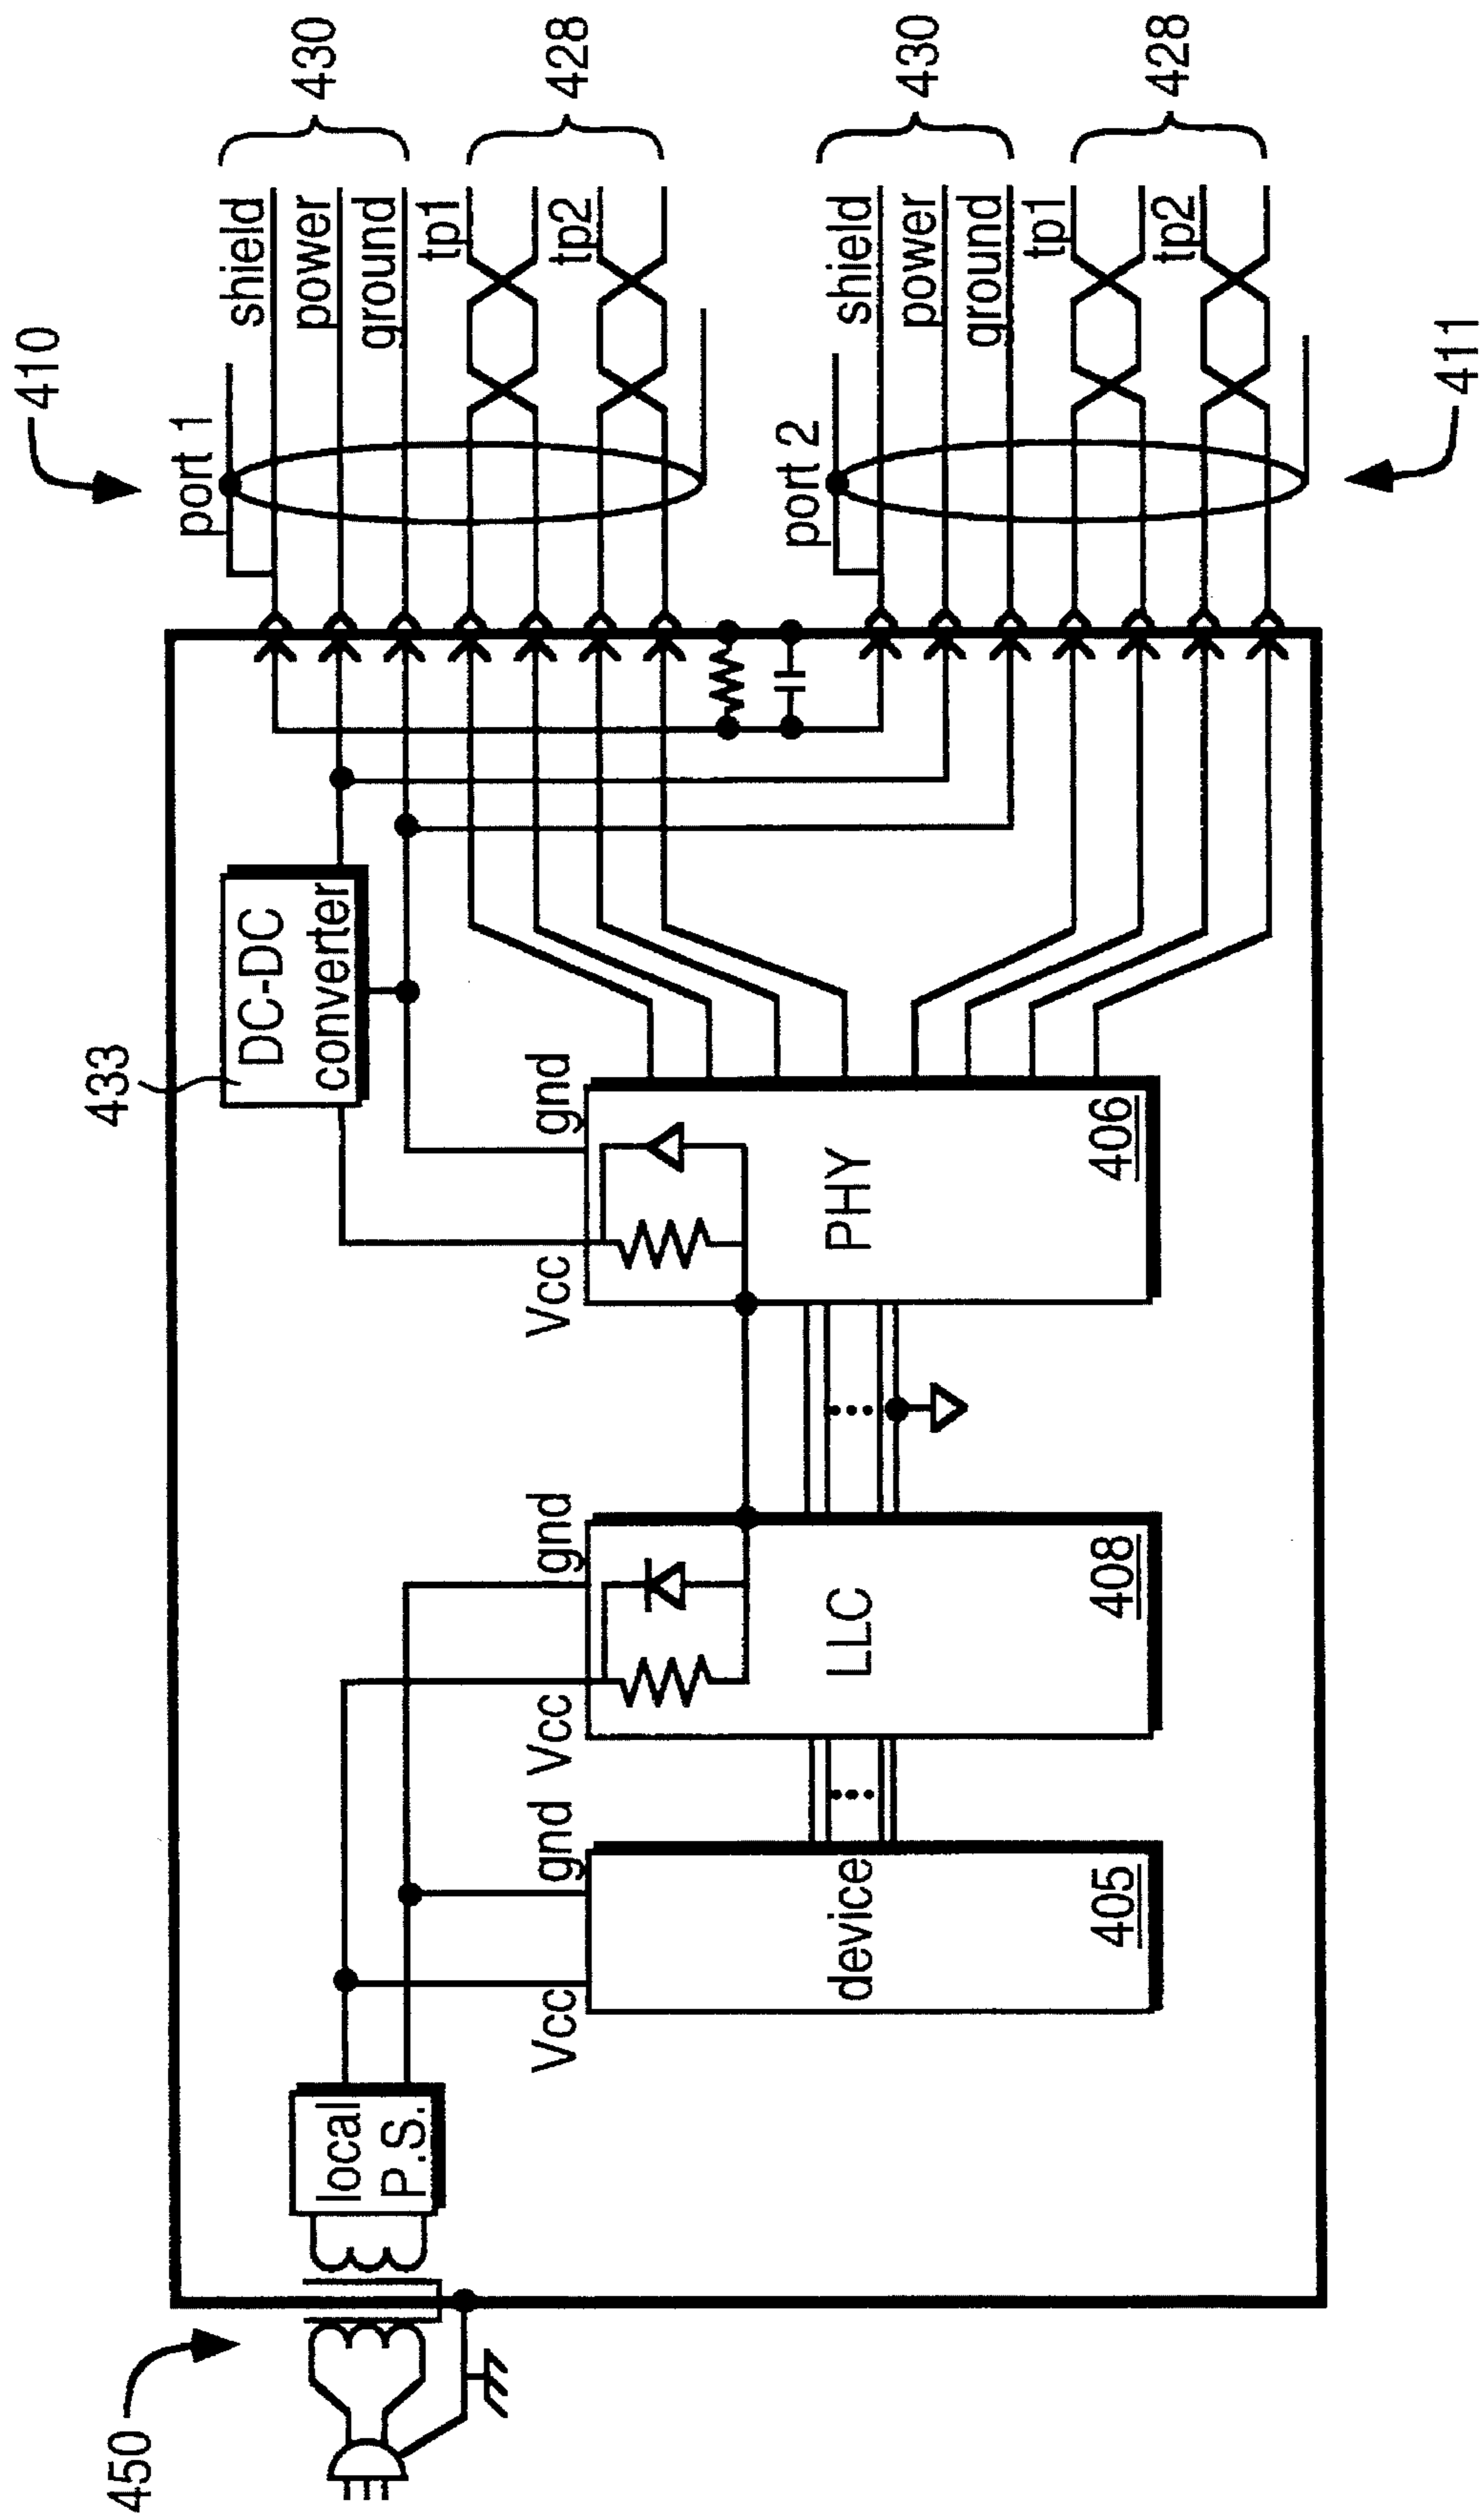 410
430
428
430
428
411
port 1
shield
power
ground
tp1
tp2
port 2
shield
power
ground
tp1
tp2
433
DC-DC
converter
Vcc
gnd
PHY
406
Vcc
gnd
LLC
408
Vcc
gnd
device
405
local
P.S.
450